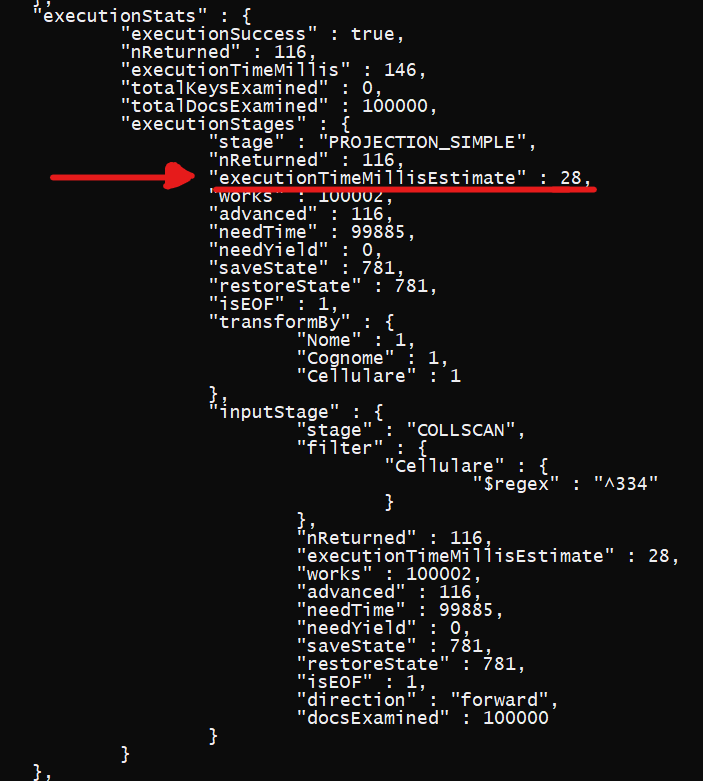 },
"executionStats" : {
"executionSuccess" : true,
"nReturned" : 116,
"executionTimeMillis" : 146,
"totalKeysExamined" : 0,
"totalDocsExamined" : 100000,
"executionStages" : {
"stage" : "PROJECTION_SIMPLE",
"nReturned" : 116,
"executionTimeMillisEstimate" : 28,
"works" : 100002,
"advanced" : 116,
"needTime" : 99885,
"needYield" : 0,
"saveState" : 781,
"restoreState" : 781,
"isEOF" : 1,
"transformBy" : {
"Nome" : 1,
"Cognome" : 1,
"Cellulare" : 1
},
"inputStage" : {
"stage" : "COLLSCAN",
"filter" : {
"Cellulare" : {
"$regex" : "^334"
}
},
"nReturned" : 116,
"executionTimeMillisEstimate" : 28,
"works" : 100002,
"advanced" : 116,
"needTime" : 99885,
"needYield" : 0,
"saveState" : 781,
"restoreState" : 781,
"isEOF" : 1,
"direction" : "forward",
"docsExamined" : 100000
}
}
},